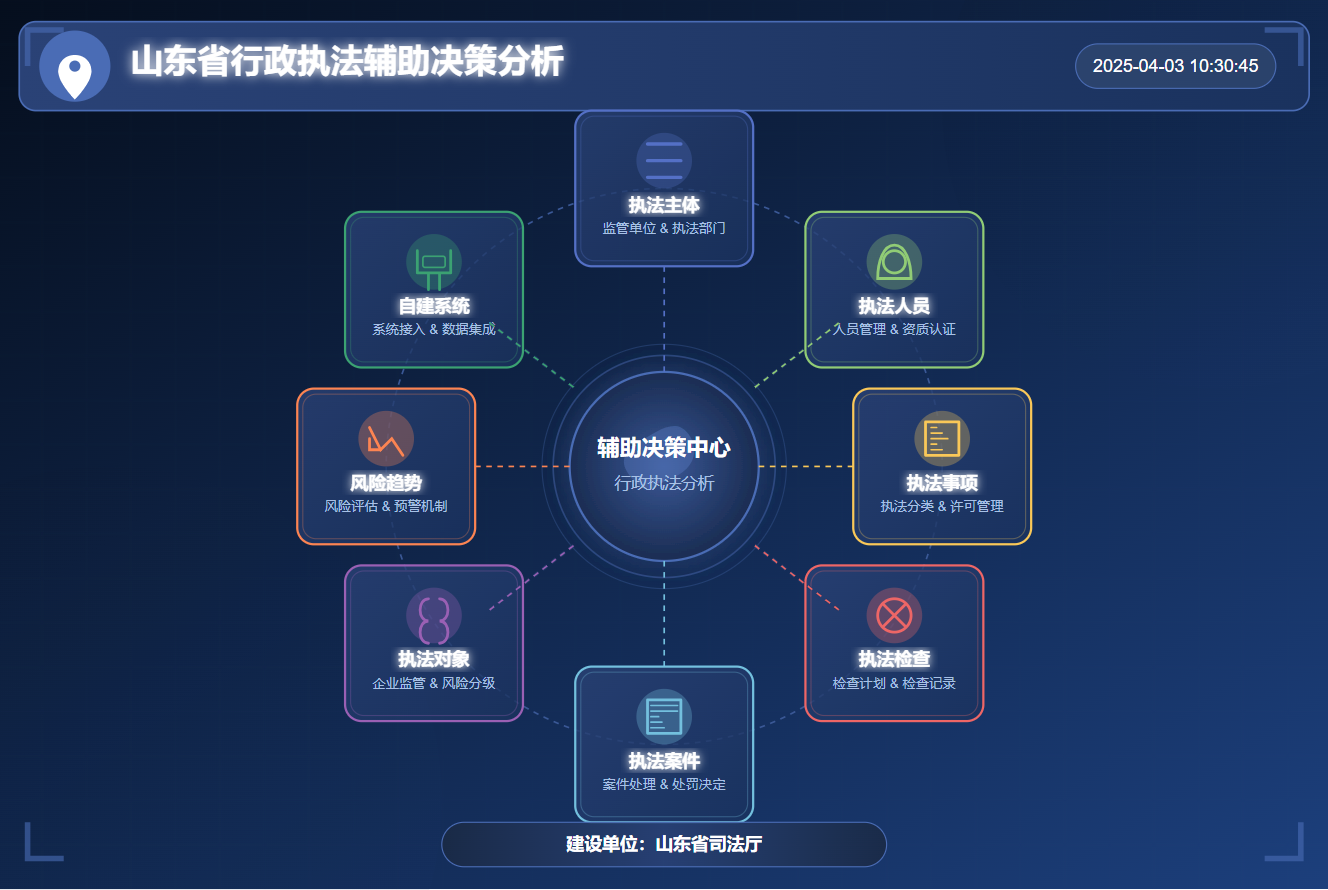 山东省行政执法辅助决策分析
2025-04-03 10:30:45
执法主体
监管单位 & 执法部门
自建系统
系统接入 & 数据集成
执法人员
人员管理 & 资质认证
风险趋势
风险评估 & 预警机制
辅助决策中心
行政执法分析
执法事项
执法分类 & 许可管理
执法对象
企业监管 & 风险分级
执法检查
检查计划 & 检查记录
执法案件
案件处理 & 处罚决定
建设单位：山东省司法厅